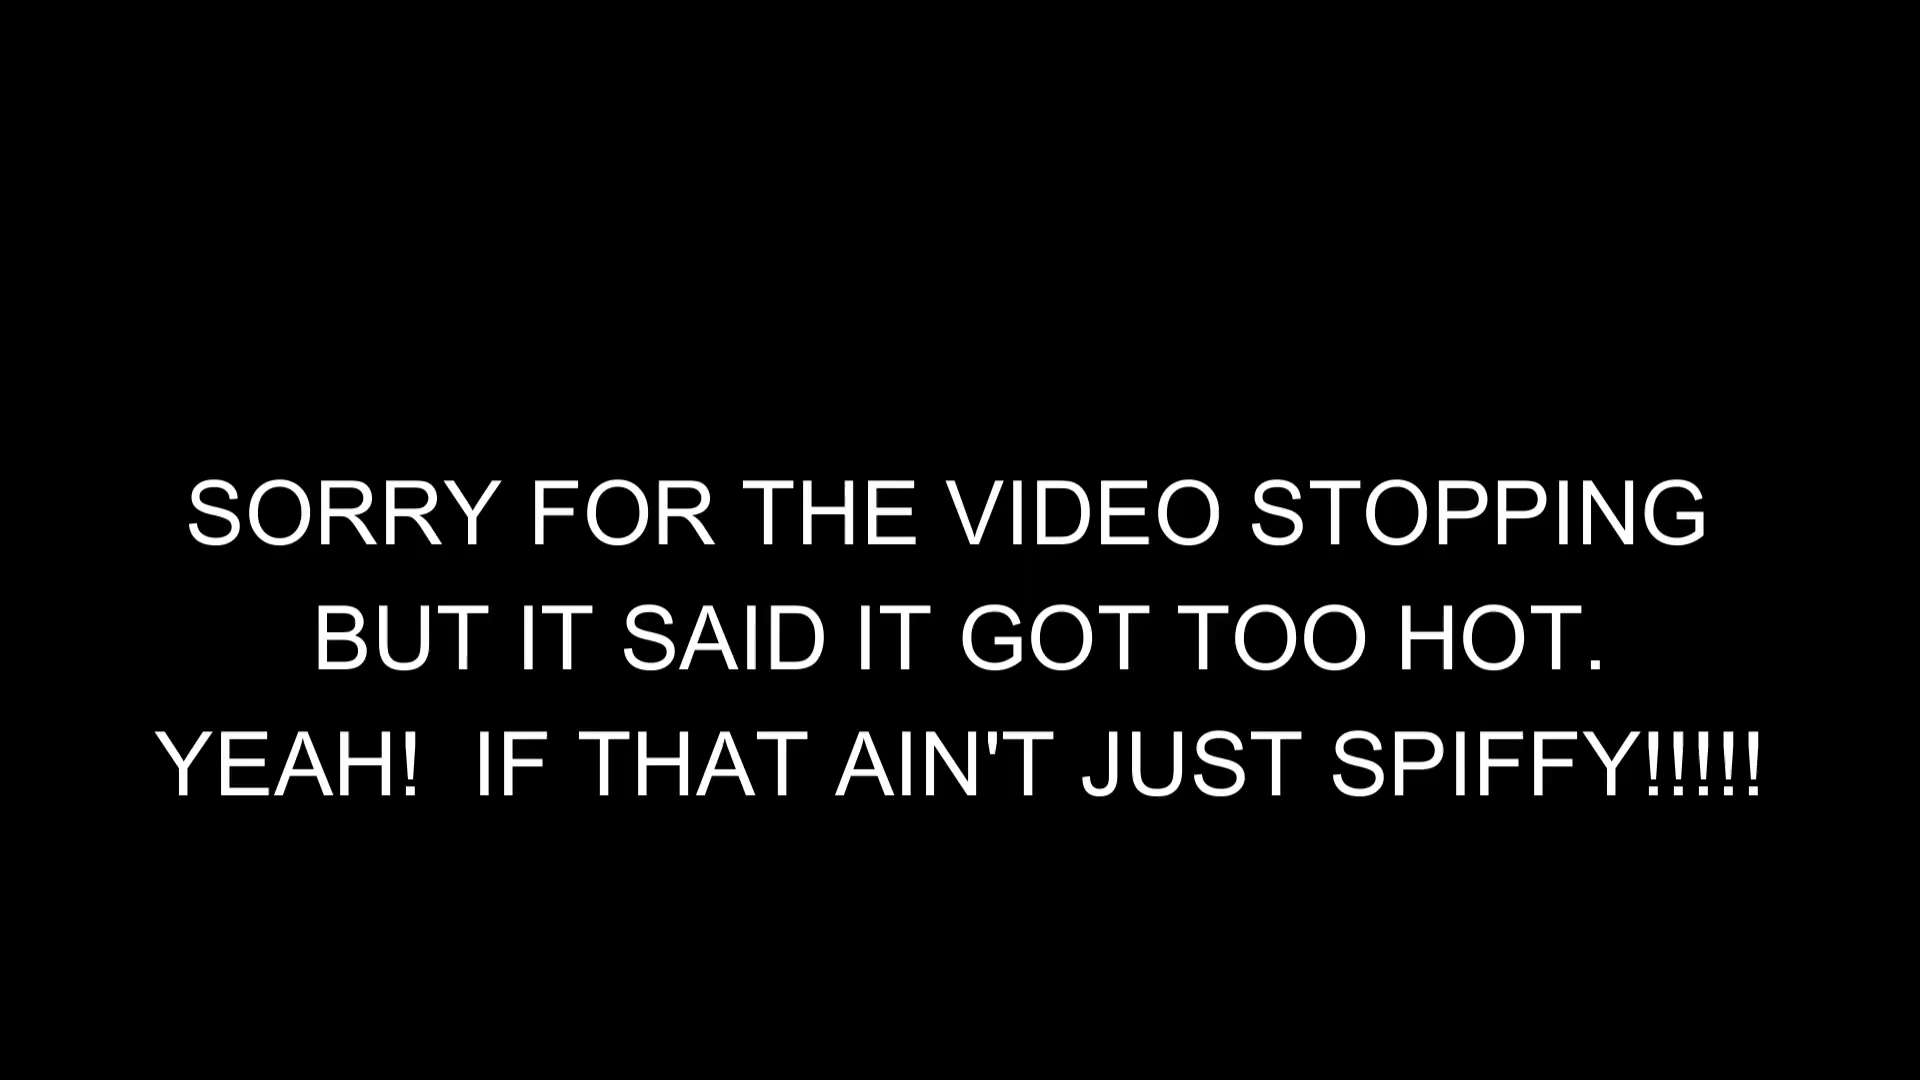 SORRY FOR THE VIDEO STOPPING
BUT IT SAID IT GOT TOO HOT.
YEAH!  IF THAT AIN'T JUST SPIFFY!!!!!